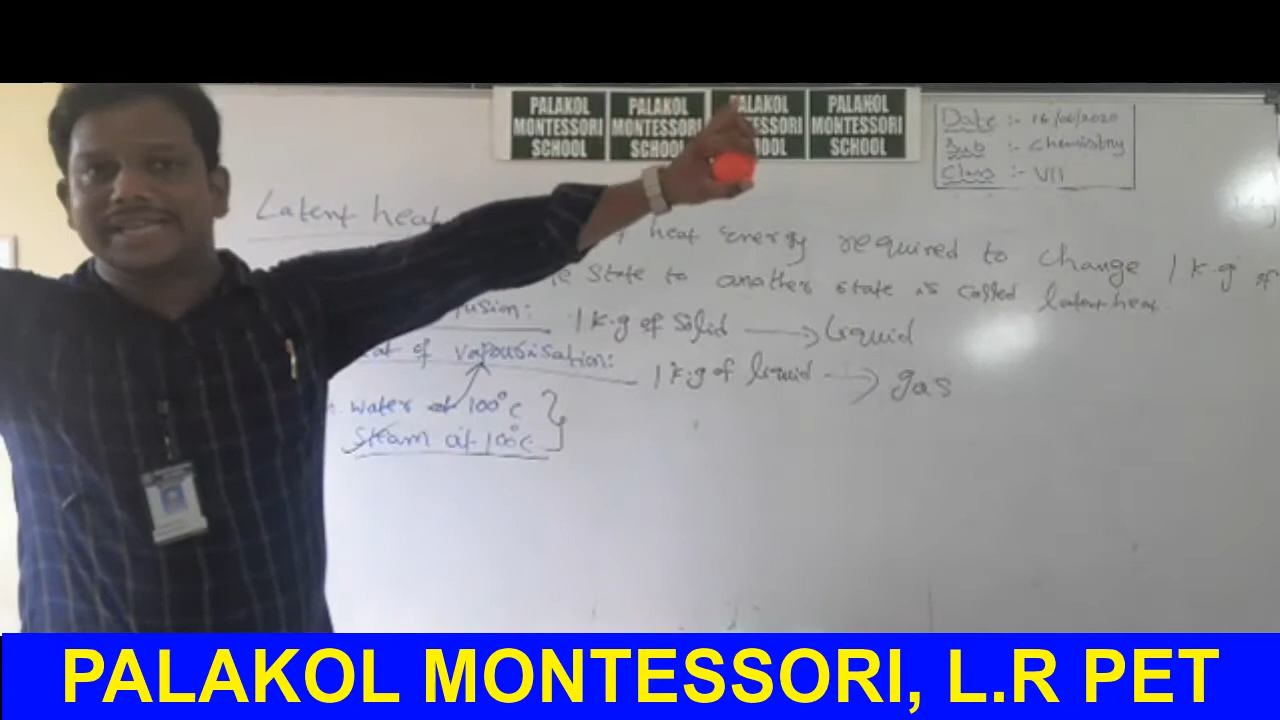 PALAKOL MONTESSORI SCHOOL
PALAKOL MONTESSORI SCHOOL
PALAKOL MONTESSORI SCHOOL
PALAKOL MONTESSORI SCHOOL
Date :- 16/06/2020
Sub :- Chemistry
Class :- VII
Latent heat
heat Energy required to change 1 k.g of
State to another state is called latent heat.
fusion: 1 k.g of Solid → Liquid
of vapourisation: 1 k.g of liquid → gas
water at 100°c
Steam at 100°c
PALAKOL MONTESSORI, L.R PET